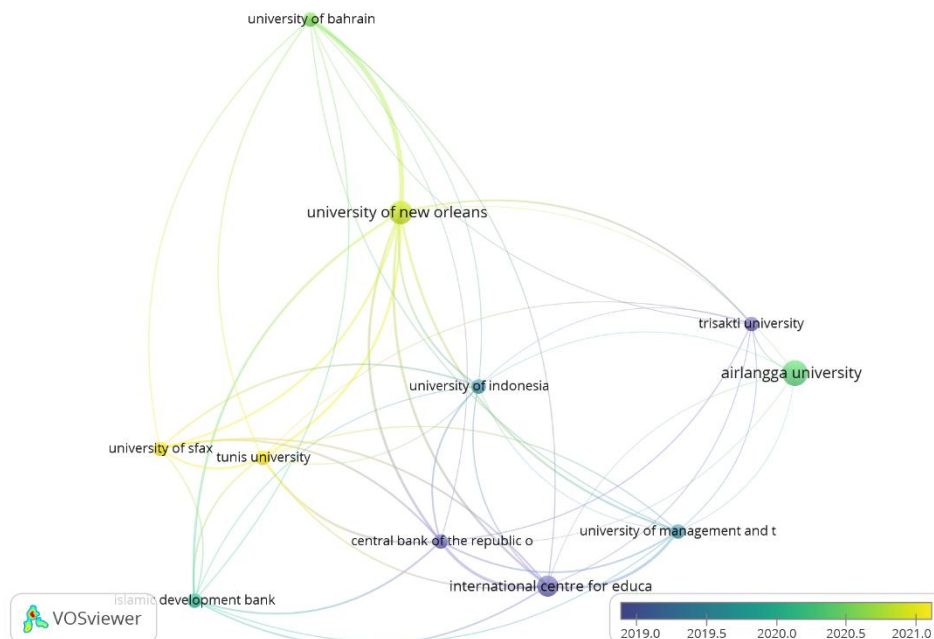 university of bahrain
university of new orleans
trisakti university
airlangga university
university of indonesia
university of sfax
tunis university
university of management and t
central bank of the republic o
international centre for educa
islamic development bank
VOSviewer
2019.0 2019.5 2020.0 2020.5 2021.0